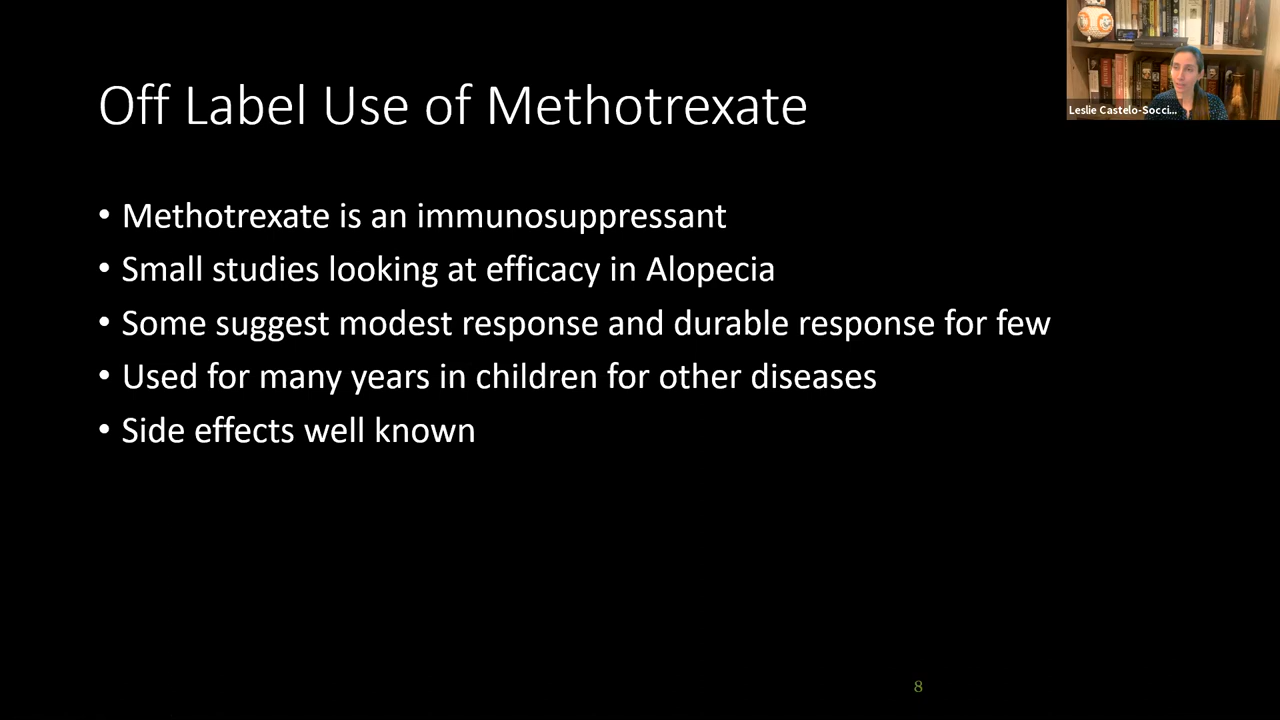 Off Label Use of Methotrexate
Leslie Castelo-Socci...
• Methotrexate is an immunosuppressant
• Small studies looking at efficacy in Alopecia
• Some suggest modest response and durable response for few
• Used for many years in children for other diseases
• Side effects well known
8